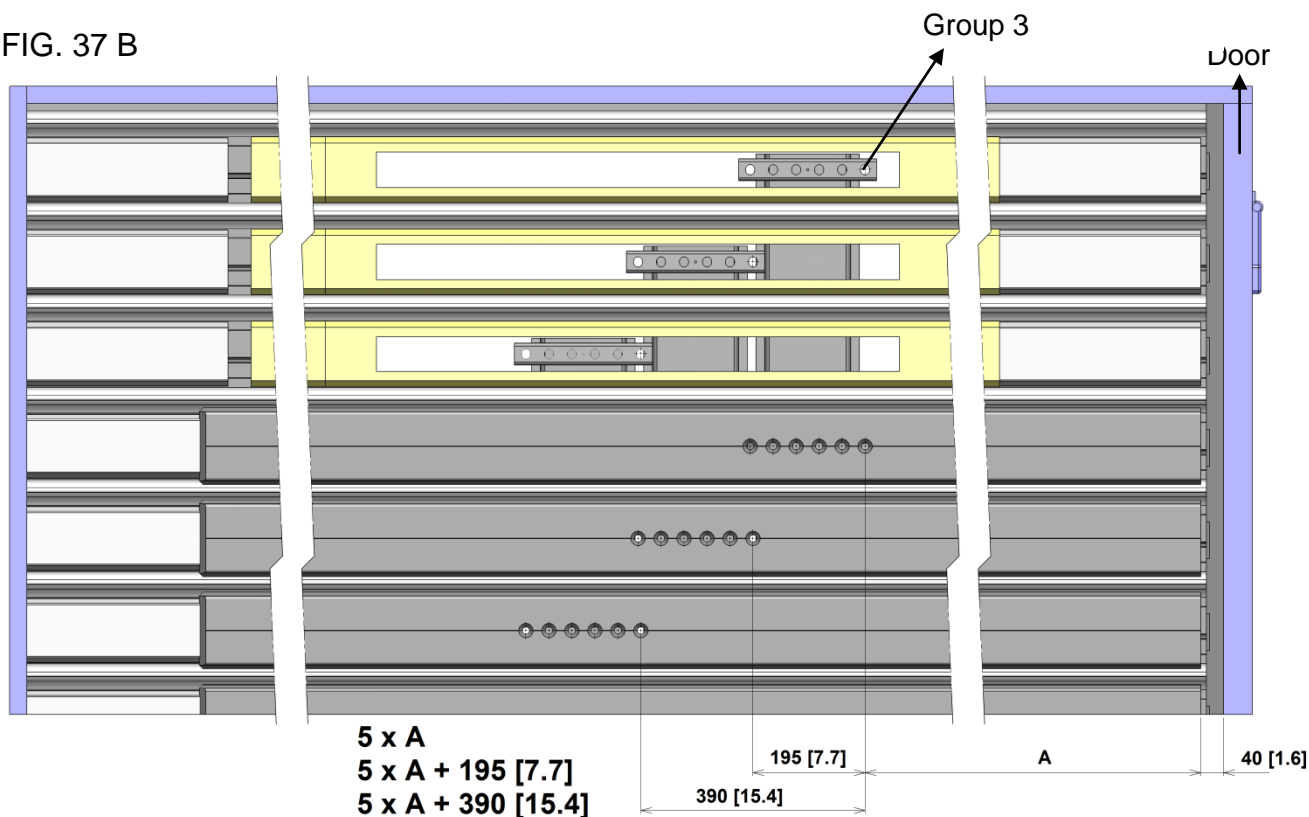 Group 3
FIG. 37 B
Door
5 x A
5 x A + 195 [7.7]
5 x A + 390 [15.4]
195 [7.7]
A
40 [1.6]
390 [15.4]